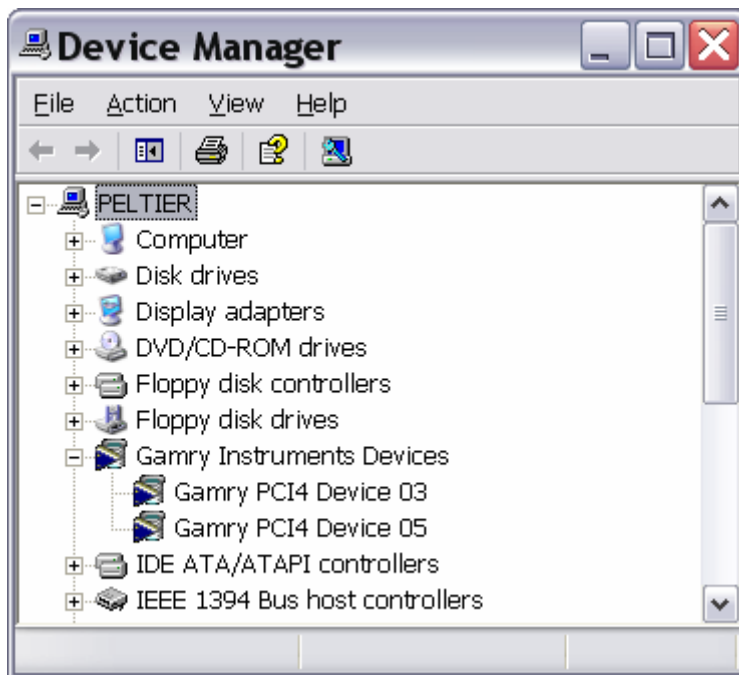 Device Manager
File Action View Help
PELTIER
Computer
Disk drives
Display adapters
DVD/CD-ROM drives
Floppy disk controllers
Floppy disk drives
Gamry Instruments Devices
Gamry PCI4 Device 03
Gamry PCI4 Device 05
IDE ATA/ATAPI controllers
IEEE 1394 Bus host controllers